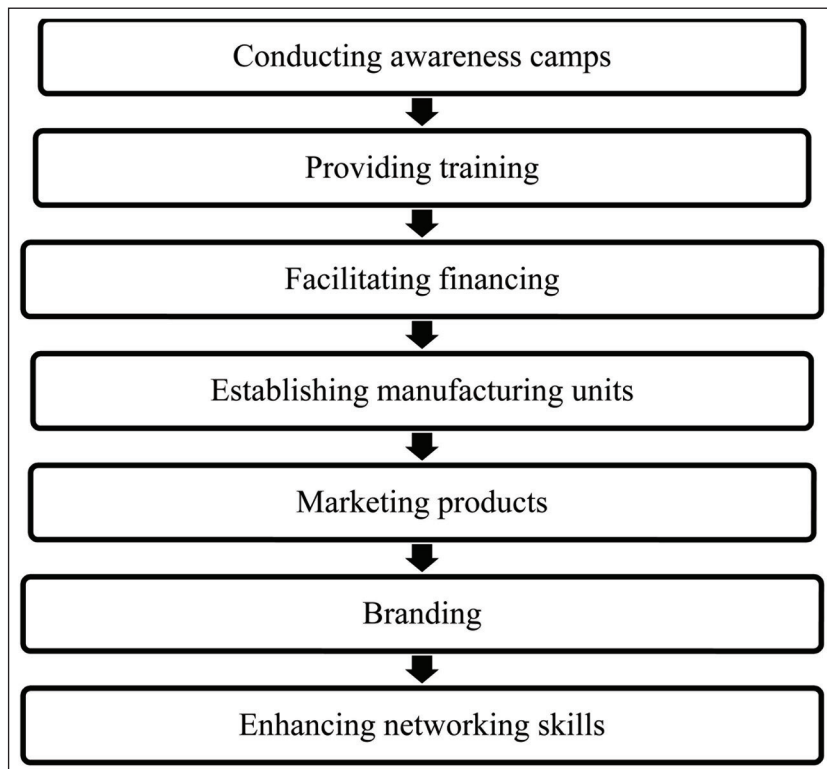 Conducting awareness camps
Providing training
Facilitating financing
Establishing manufacturing units
Marketing products
Branding
Enhancing networking skills